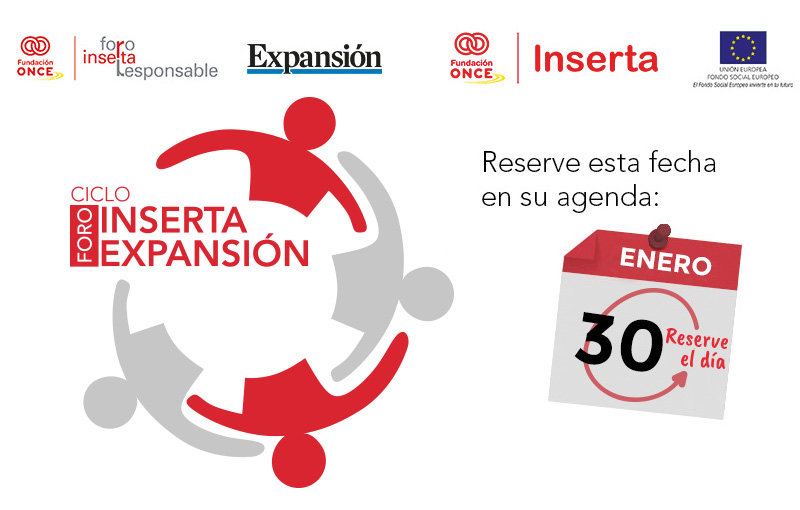 Fundación
ONCE
foro
inserta
responsable
Expansión
Fundación
ONCE
Inserta
UNIÓN EUROPEA
FONDO SOCIAL EUROPEO
El Fondo Social Europeo invierte en su futuro
CICLO
FORO
INSERTA
EXPANSIÓN
Reserve esta fecha
en su agenda:
ENERO
30
Reserve
el día